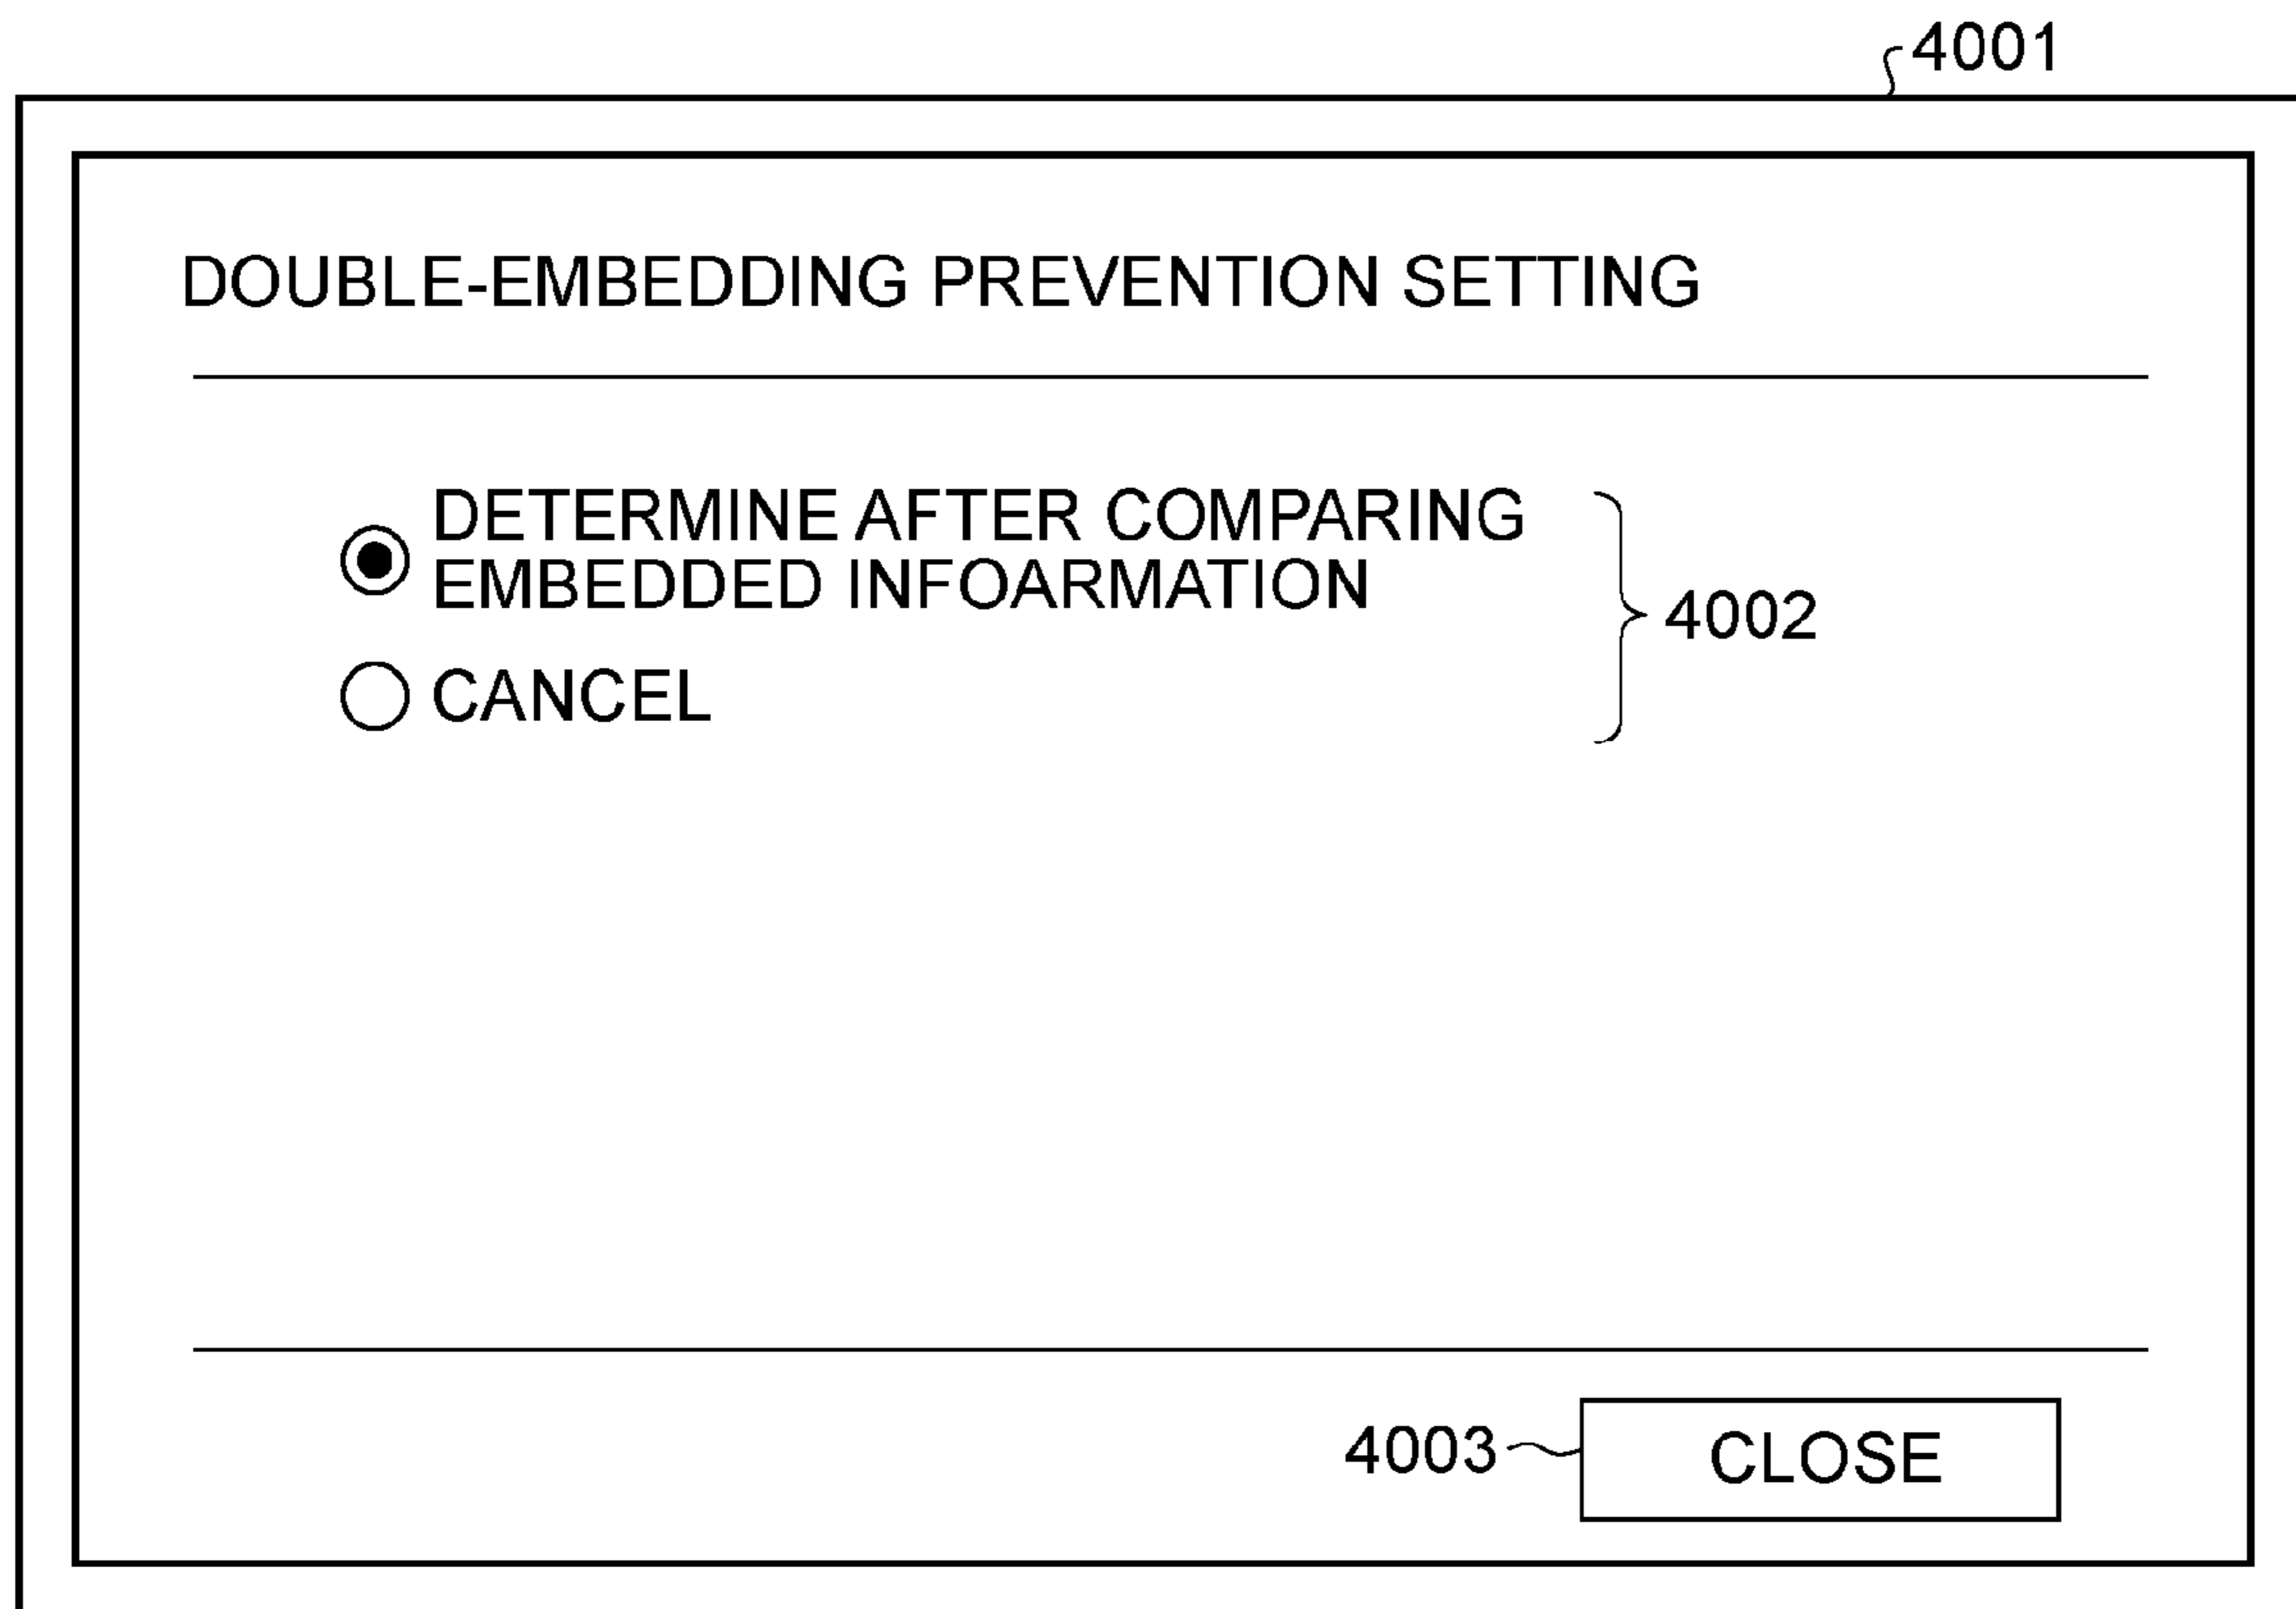 4001
DOUBLE-EMBEDDING PREVENTION SETTING
DETERMINE AFTER COMPARING
EMBEDDED INFOARMATION
4002
CANCEL
4003
CLOSE